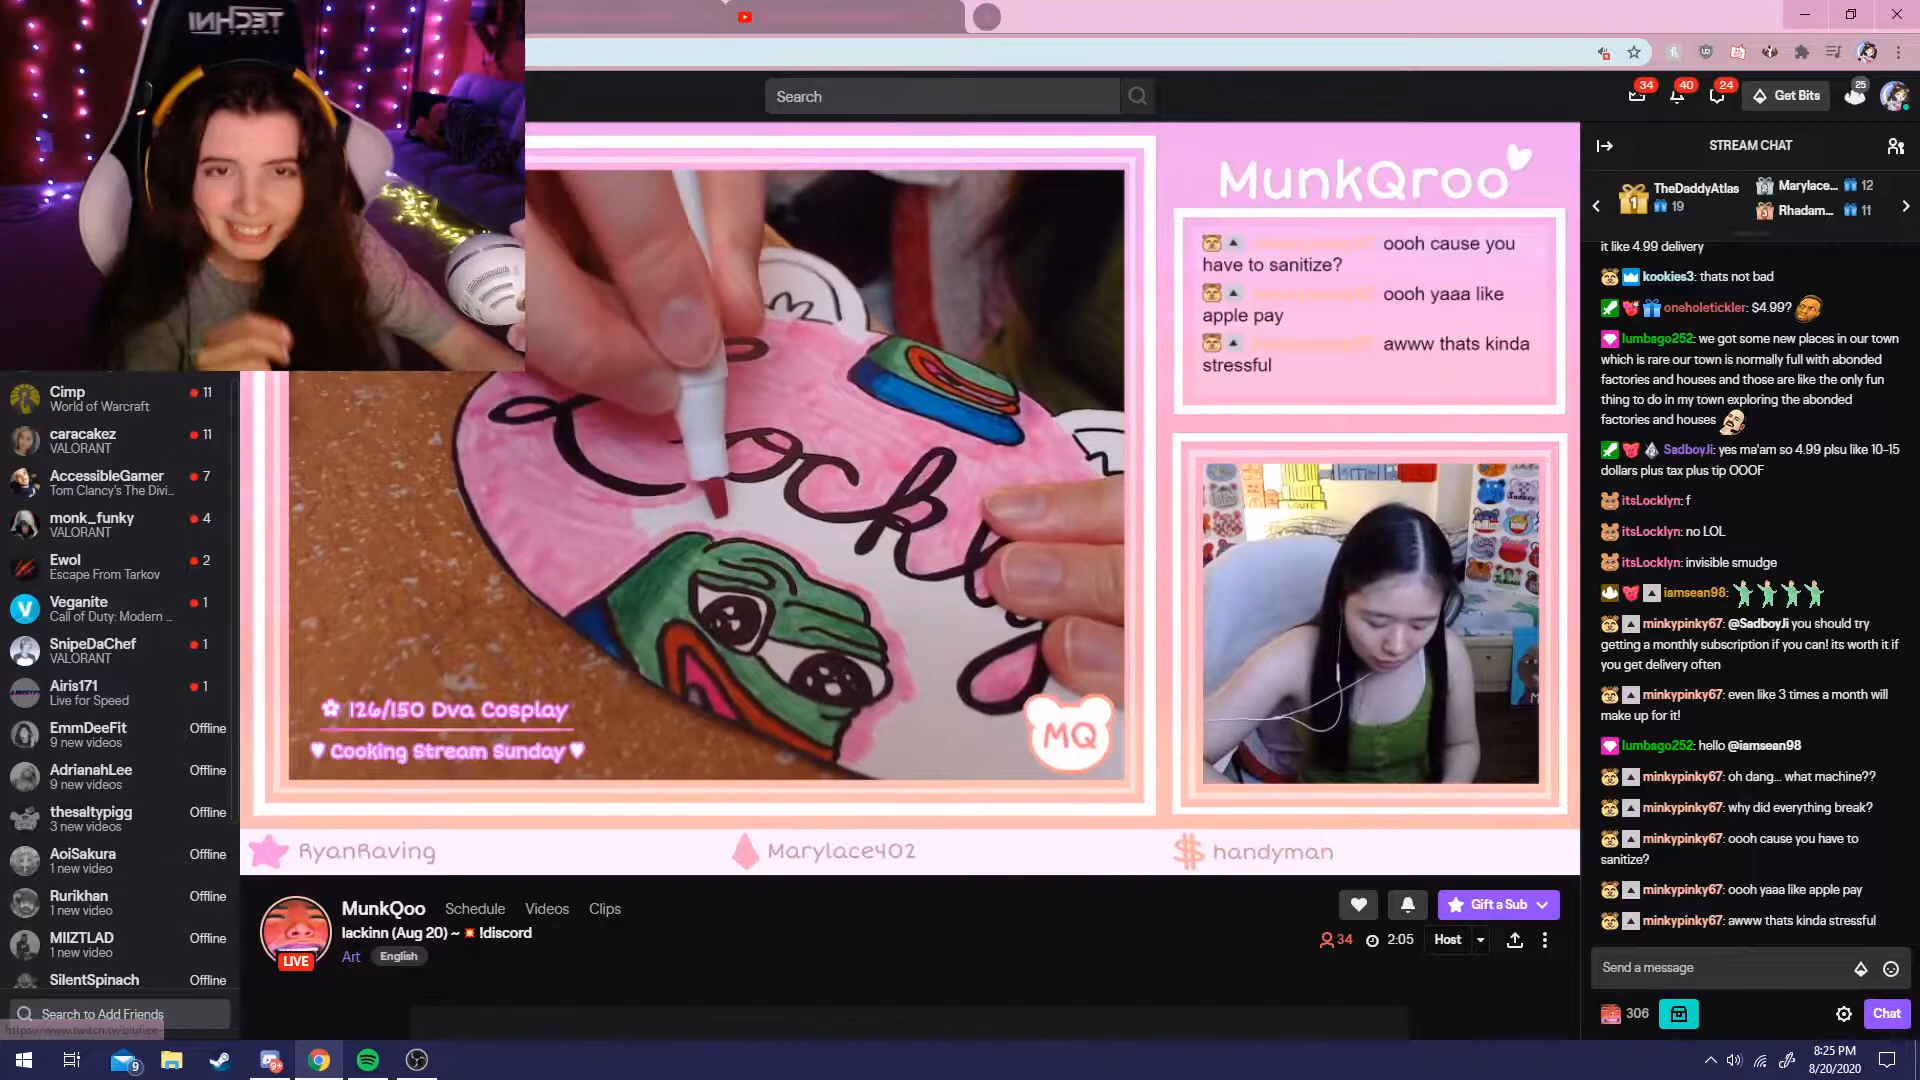 Search
34
40
24
Get Bits
25
STREAM CHAT
1
TheDaddyAtlas
19
Marylace... 12
Rhadam... 11
it like 4.99 delivery
kookies3: thats not bad
oneholetickler: $4.99?
lumbago252: we got some new places in our town
which is rare our town is normally full with abonded
factories and houses and those are like the only fun
thing to do in my town exploring the abonded
factories and houses
SadboyJi: yes ma'am so 4.99 plsu like 10-15
dollars plus tax plus tip OOOF
itsLocklyn: f
itsLocklyn: no LOL
itsLocklyn: invisible smudge
iamsean98:
minkypinky67: @SadboyJi you should try
getting a monthly subscription if you can! its worth it if
you get delivery often
minkypinky67: even like 3 times a month will
make up for it!
lumbago252: hello @iamsean98
minkypinky67: oh dang... what machine??
minkypinky67: why did everything break?
minkypinky67: oooh cause you have to
sanitize?
minkypinky67: oooh yaaa like apple pay
minkypinky67: awww thats kinda stressful
Send a message
306
Chat
MunkQroo
minkypinky67 oooh cause you
have to sanitize?
minkypinky67 oooh yaaa like
apple pay
minkypinky67 awww thats kinda
stressful
TECHNI
Cimp 11
World of Warcraft
caracakez 11
VALORANT
AccessibleGamer 7
Tom Clancy's The Divi...
monk_funky 4
VALORANT
Ewol 2
Escape From Tarkov
Veganite 1
Call of Duty: Modern ...
SnipeDaChef 1
VALORANT
Airis171 1
Live for Speed
EmmDeeFit Offline
9 new videos
AdrianahLee Offline
9 new videos
thesaltypigg Offline
3 new videos
AoiSakura Offline
1 new video
Rurikhan Offline
1 new video
MIIZTLAD Offline
1 new video
SilentSpinach Offline
Search to Add Friends
126/150 Dva Cosplay
Cooking Stream Sunday
MQ
RyanRaving
Marylace402
handyman
MunkQoo
Schedule
Videos
Clips
Gift a Sub
lackinn (Aug 20) ~ !discord
34
2:05
Host
LIVE
Art
English
9
9+
8:25 PM
8/20/2020